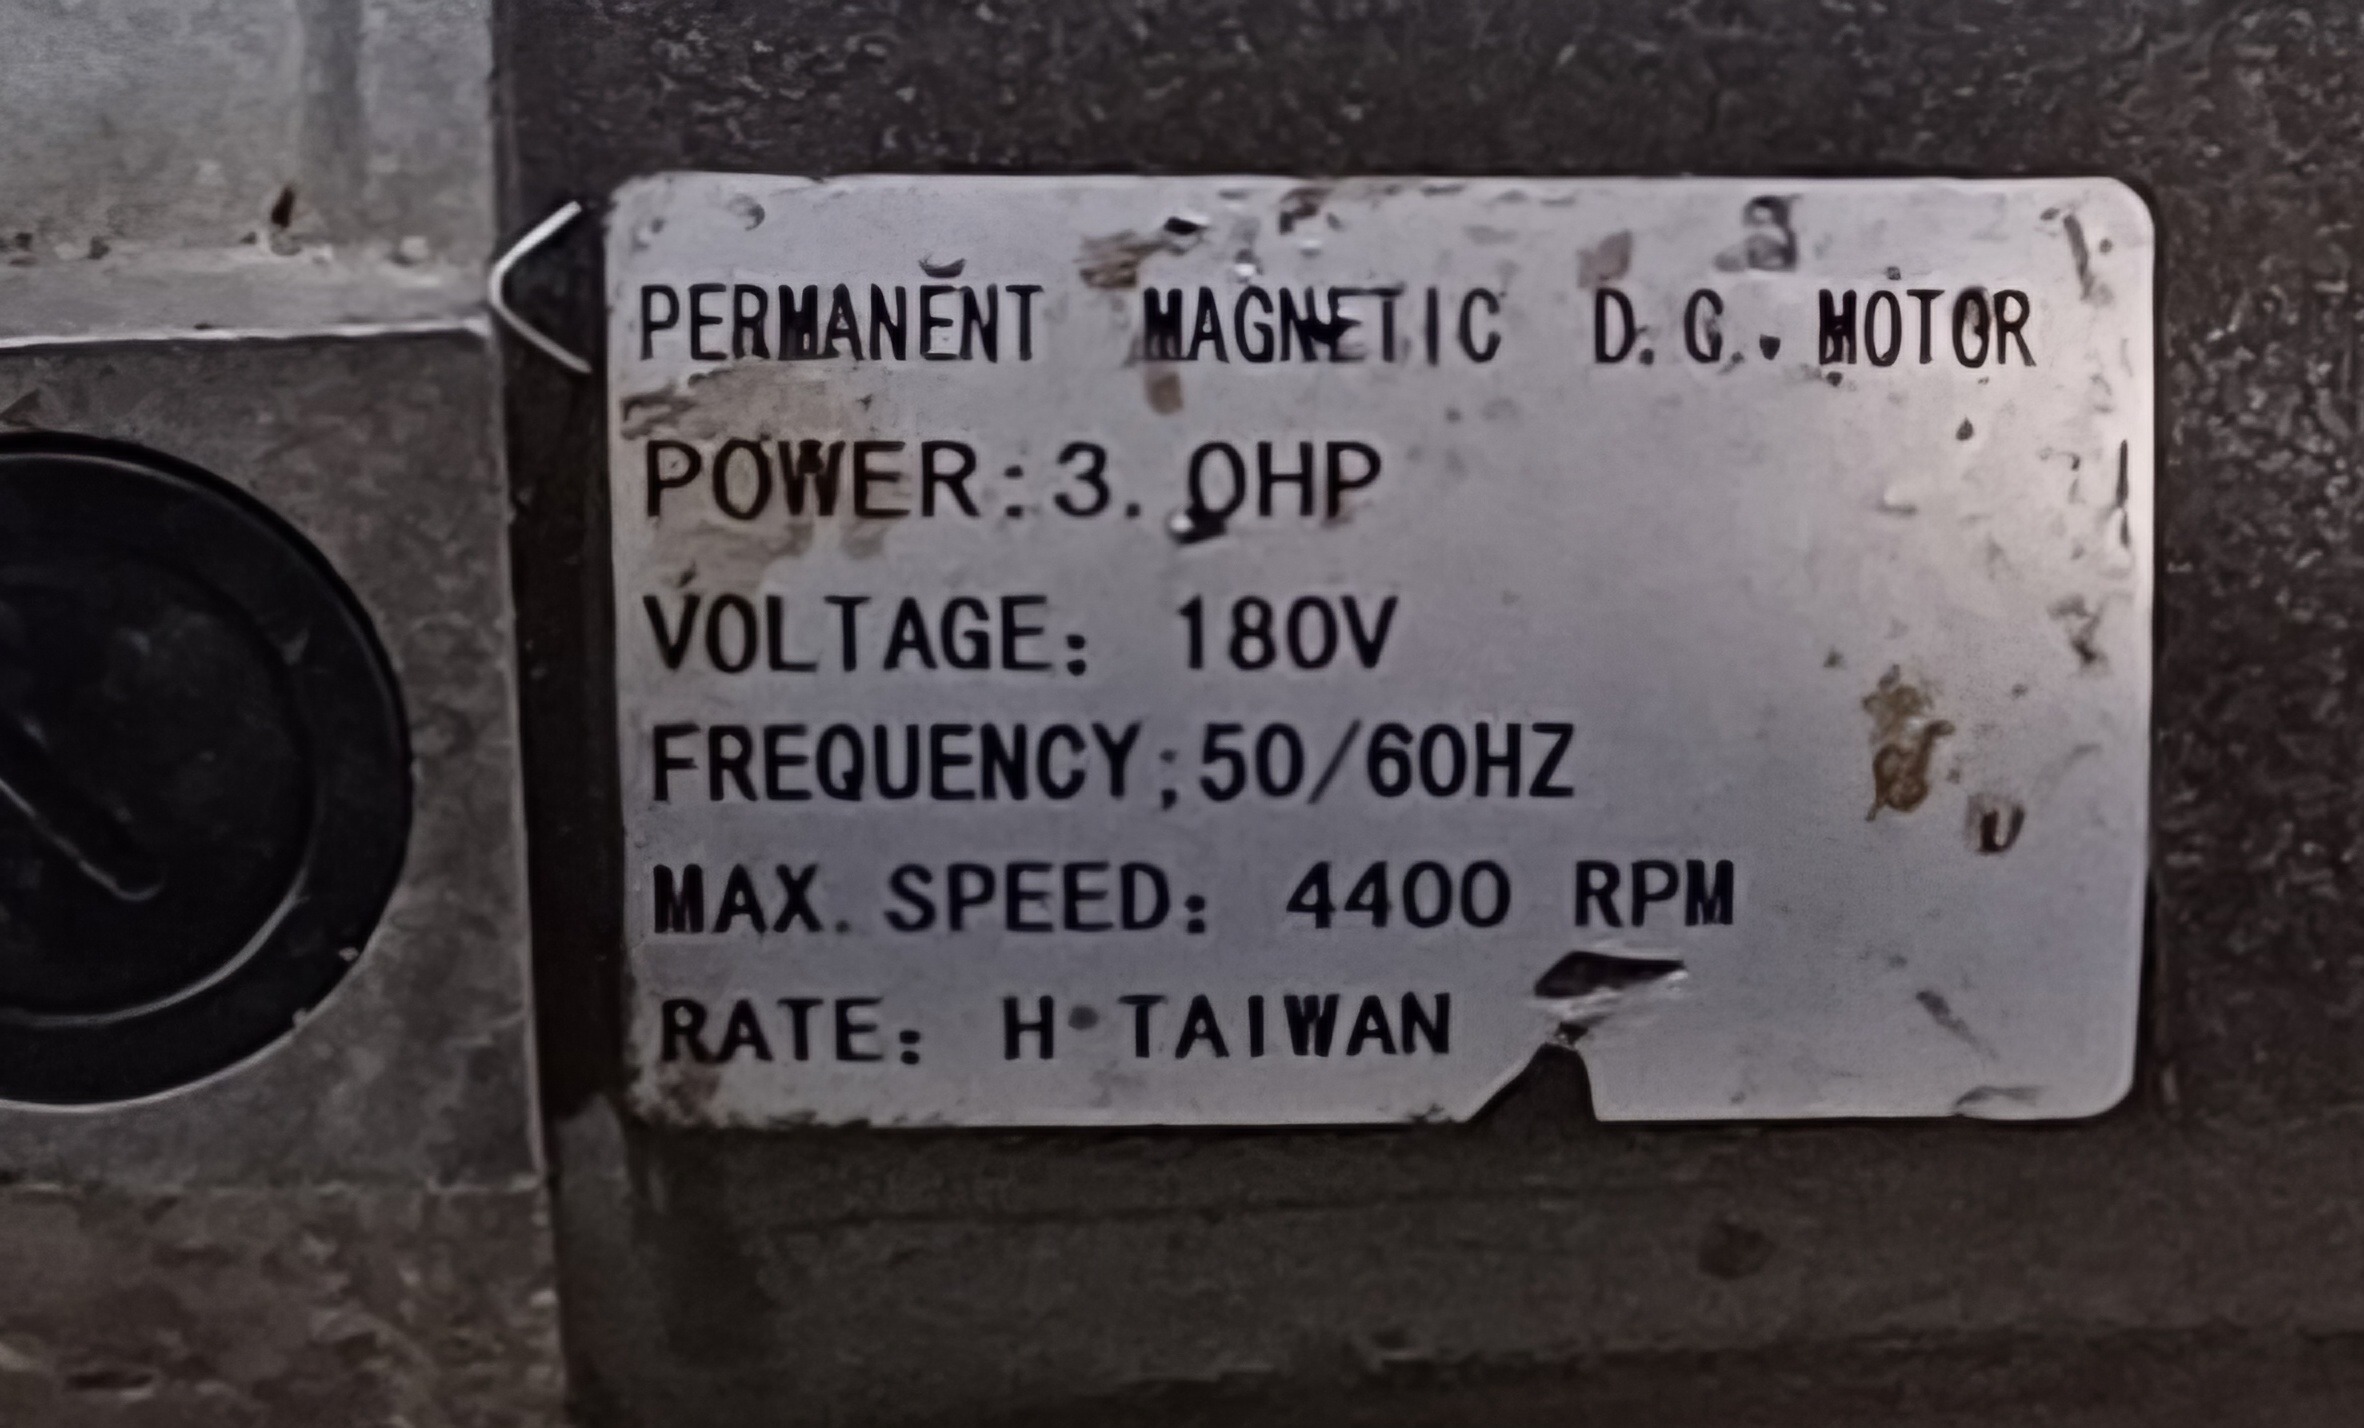 PERMANENT MAGNETIC D.C. MOTOR
POWER:3.0HP
VOLTAGE: 180V
FREQUENCY;50/60HZ
MAX. SPEED: 4400 RPM
RATE: H TAIWAN